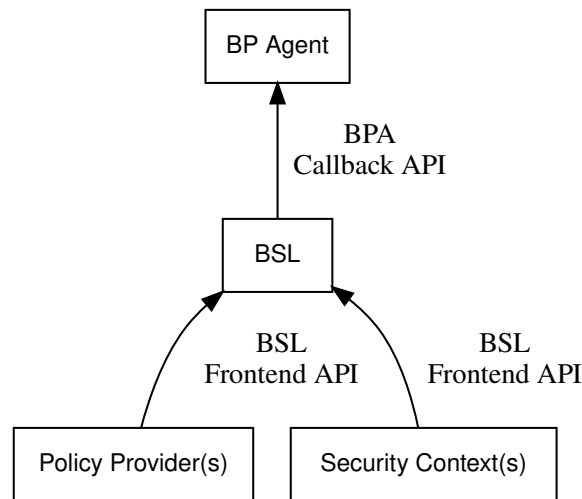 BP Agent
BPA
Callback API
BSL
BSL
Frontend API
BSL
Frontend API
Policy Provider(s)
Security Context(s)